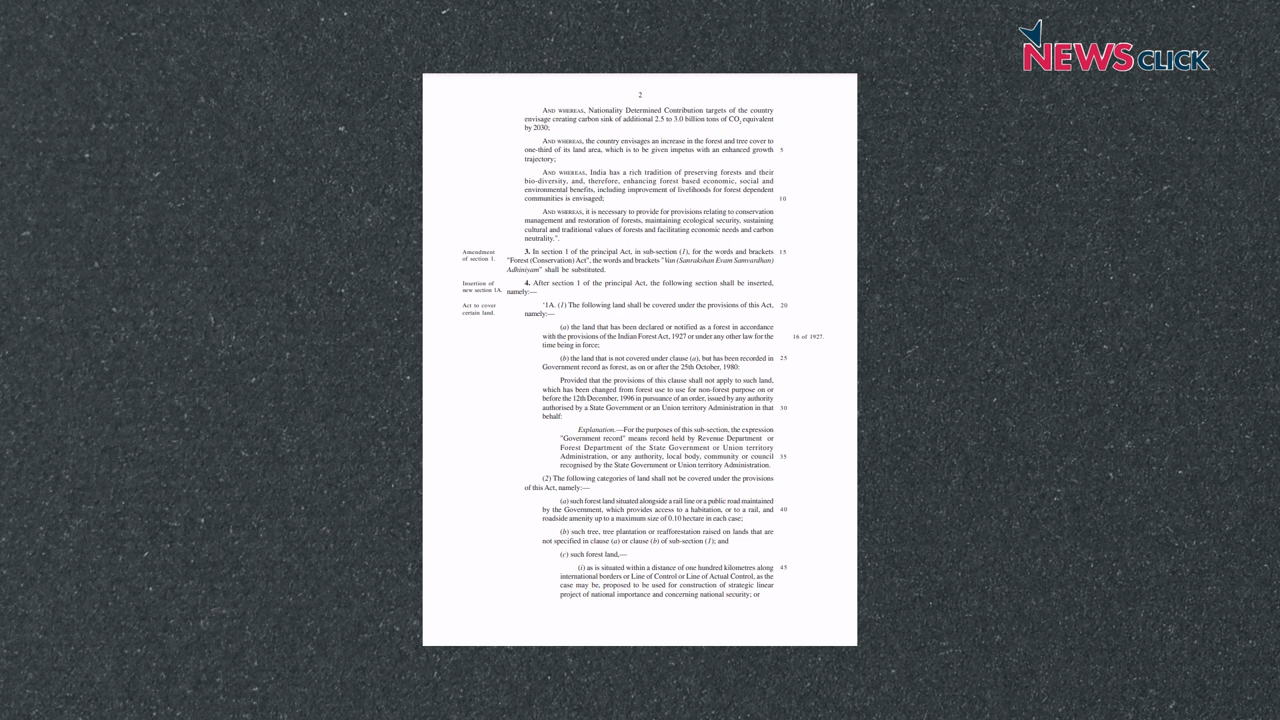 NEWSCLICK
2
AND WHEREAS, Nationality Determined Contribution targets of the country
envisage creating carbon sink of additional 2.5 to 3.0 billion tons of CO2 equivalent
by 2030;
AND WHEREAS, the country envisages an increase in the forest and tree cover to
one-third of its land area, which is to be given impetus with an enhanced growth 5
trajectory;
AND WHEREAS, India has a rich tradition of preserving forests and their
bio-diversity, and, therefore, enhancing forest based economic, social and
environmental benefits, including improvement of livelihoods for forest dependent
communities is envisaged; 10
AND WHEREAS, it is necessary to provide for provisions relating to conservation
management and restoration of forests, maintaining ecological security, sustaining
cultural and traditional values of forests and facilitating economic needs and carbon
neutrality.".
Amendment
of section 1.
3. In section 1 of the principal Act, in sub-section (1), for the words and brackets 15
"Forest (Conservation) Act", the words and brackets "Van (Sanrakshan Evam Samvardhan)
Adhiniyam" shall be substituted.
Insertion of
new section 1A.
4. After section 1 of the principal Act, the following section shall be inserted,
namely:—
Act to cover
certain land.
'1A. (1) The following land shall be covered under the provisions of this Act, 20
namely:—
(a) the land that has been declared or notified as a forest in accordance
with the provisions of the Indian Forest Act, 1927 or under any other law for the 16 of 1927.
time being in force;
(b) the land that is not covered under clause (a), but has been recorded in 25
Government record as forest, as on or after the 25th October, 1980:
Provided that the provisions of this clause shall not apply to such land,
which has been changed from forest use to use for non-forest purpose on or
before the 12th December, 1996 in pursuance of an order, issued by any authority
authorised by a State Government or an Union territory Administration in that 30
behalf:
Explanation.—For the purposes of this sub-section, the expression
"Government record" means record held by Revenue Department or
Forest Department of the State Government or Union territory
Administration, or any authority, local body, community or council 35
recognised by the State Government or Union territory Administration.
(2) The following categories of land shall not be covered under the provisions
of this Act, namely:—
(a) such forest land situated alongside a rail line or a public road maintained
by the Government, which provides access to a habitation, or to a rail, and 40
roadside amenity up to a maximum size of 0.10 hectare in each case;
(b) such tree, tree plantation or reafforestation raised on lands that are
not specified in clause (a) or clause (b) of sub-section (1); and
(c) such forest land,—
(i) as is situated within a distance of one hundred kilometres along 45
international borders or Line of Control or Line of Actual Control, as the
case may be, proposed to be used for construction of strategic linear
project of national importance and concerning national security; or